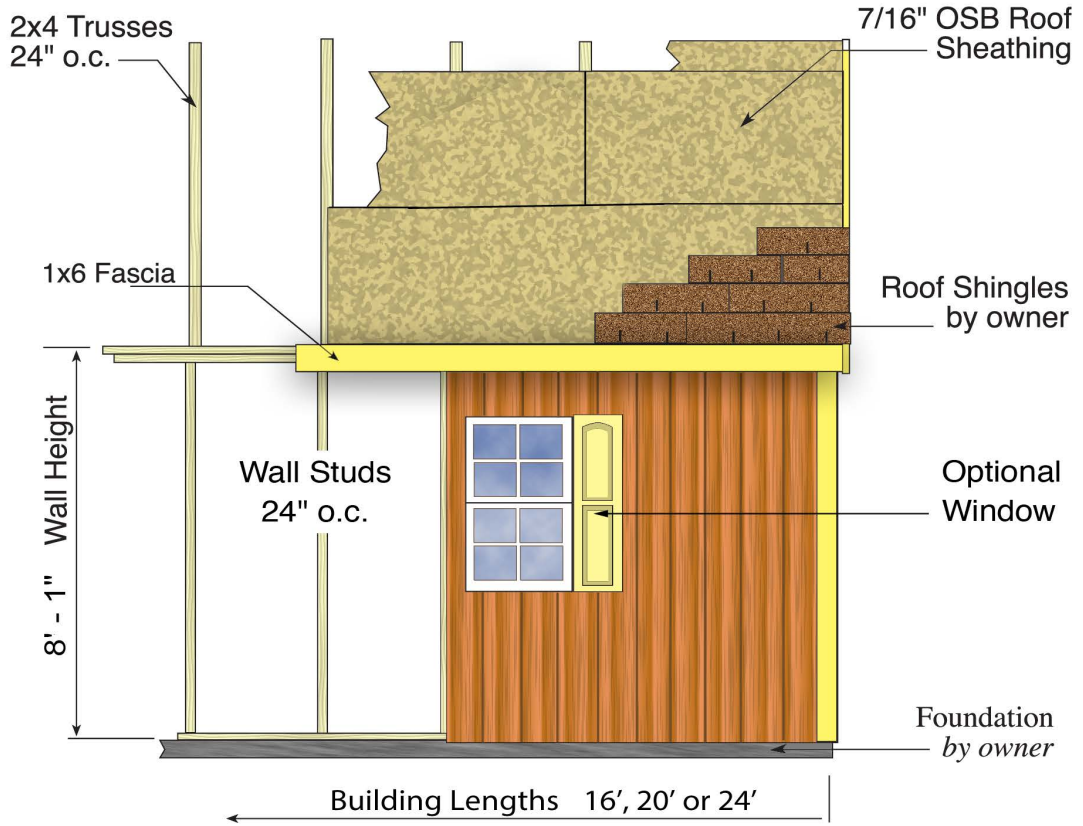 2x4 Trusses
24" o.c.
7/16" OSB Roof
Sheathing
1x6 Fascia
Roof Shingles
by owner
8' - 1" Wall Height
Wall Studs
24" o.c.
Optional
Window
Foundation
by owner
Building Lengths 16’, 20’ or 24’